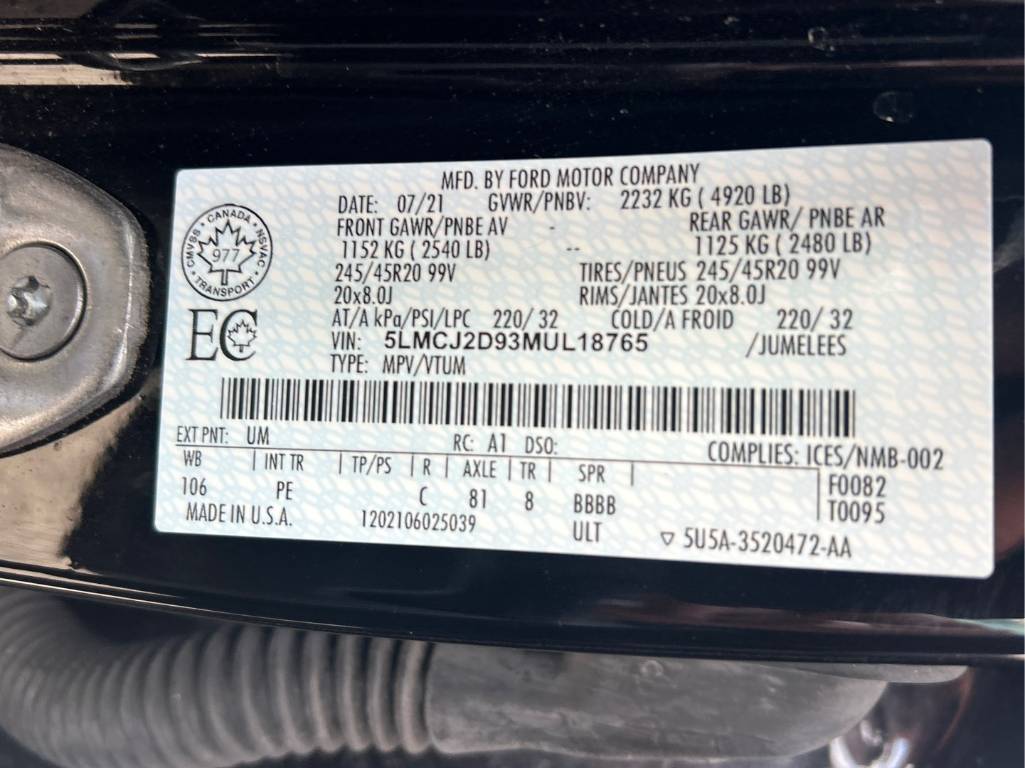 MFD. BY FORD MOTOR COMPANY
DATE: 07/21 GVWR/PNBV: 2232 KG ( 4920 LB)
FRONT GAWR/PNBE AV - REAR GAWR/ PNBE AR
1152 KG ( 2540 LB) -- 1125 KG ( 2480 LB)
245/45R20 99V TIRES/PNEUS 245/45R20 99V
20x8.0J RIMS/JANTES 20x8.0J
AT/A kPa/PSI/LPC 220/ 32 COLD/A FROID 220/ 32
VIN: 5LMCJ2D93MUL18765 /JUMELEES
TYPE: MPV/VTUM
CANADA
CMVSS • NSVAC
977
TRANSPORT
EC
EXT PNT: UM RC: A1 DSO: COMPLIES: ICES/NMB-002
WB | INT TR | TP/PS | R | AXLE | TR | SPR | F0082
106 PE C 81 8 BBBB T0095
MADE IN U.S.A. 1202106025039 ULT ▽ 5U5A-3520472-AA